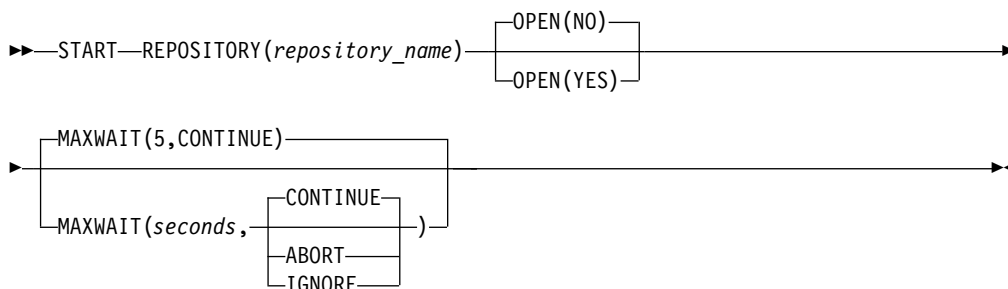 OPEN(NO)
START REPOSITORY(repository_name)
OPEN(YES)
MAXWAIT(5,CONTINUE)
CONTINUE
MAXWAIT(seconds, )
ABORT
IGNORE